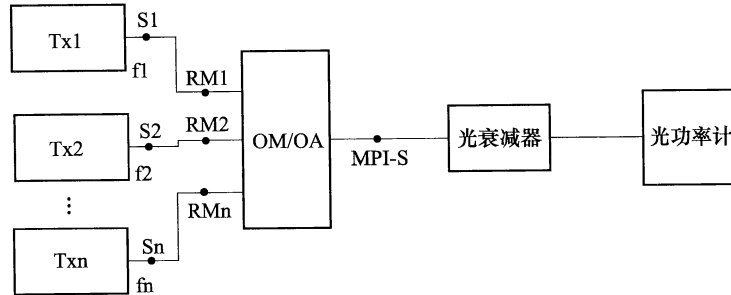 Tx1
S1
f1
RM1
Tx2
S2
f2
RM2
⋮
Txn
Sn
fn
RMn
OM/OA
MPI-S
光衰减器
光功率计